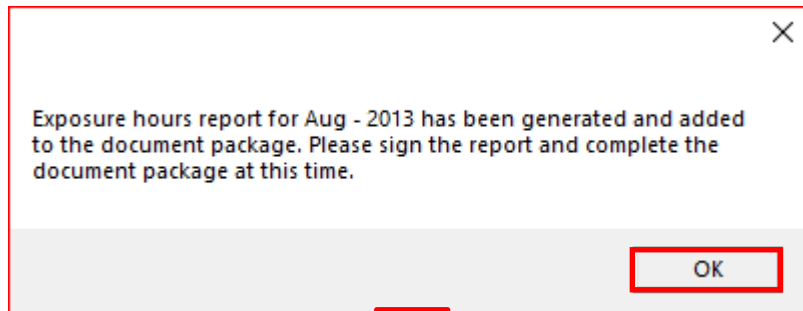 Exposure hours report for Aug - 2013 has been generated and added
to the document package. Please sign the report and complete the
document package at this time.
OK